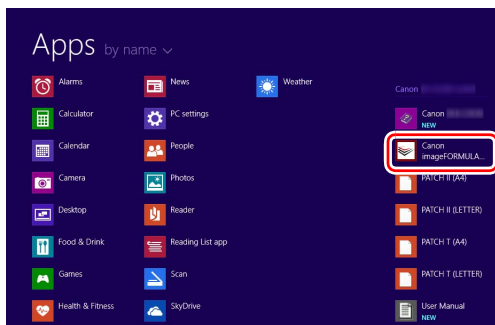 Apps by name
Alarms
Calculator
Calendar
Camera
Desktop
Food & Drink
Games
Health & Fitness
News
PC settings
People
Photos
Reader
Reading List app
Scan
SkyDrive
Weather
Canon
Canon
NEW
Canon
imageFORMULA...
PATCH II (A4)
PATCH II (LETTER)
PATCH T (A4)
PATCH T (LETTER)
User Manual
NEW